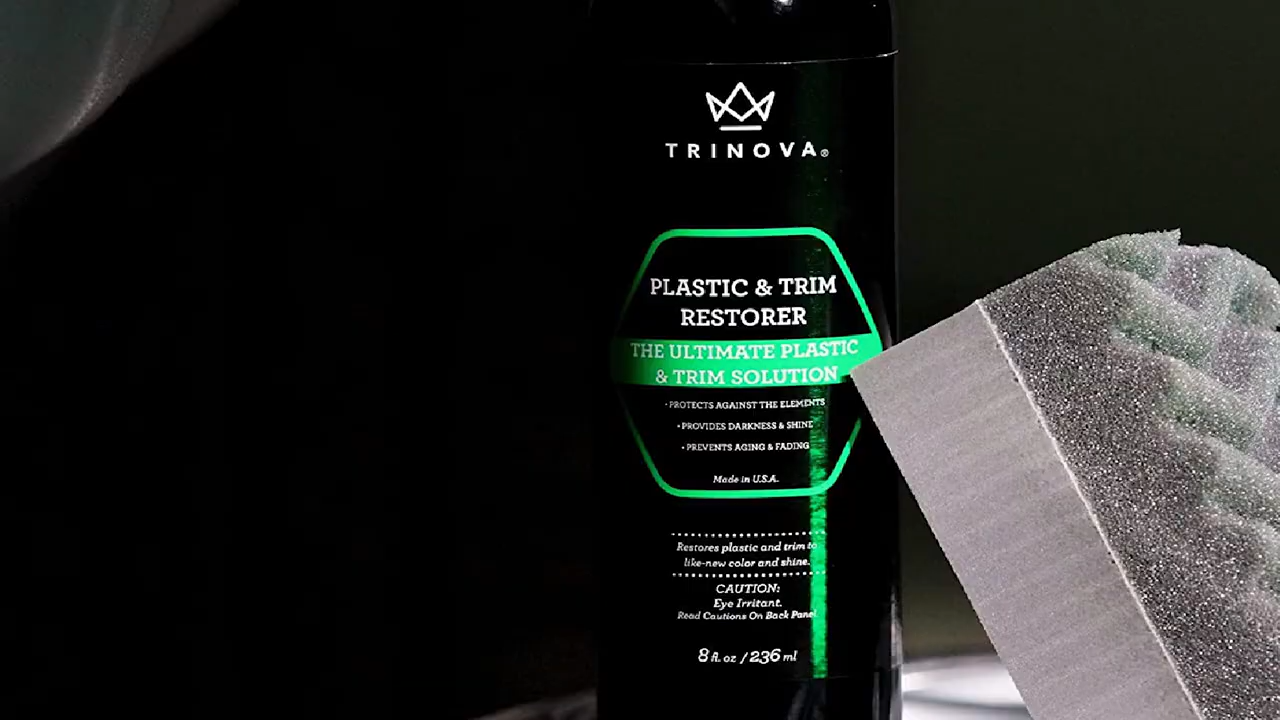 TRINOVA®
PLASTIC & TRIM
RESTORER
THE ULTIMATE PLASTIC
& TRIM SOLUTION
• PROTECTS AGAINST THE ELEMENTS
• PROVIDES DARKNESS & SHINE
• PREVENTS AGING & FADING
Made in U.S.A.
Restores plastic and trim to
like-new color and shine.
CAUTION:
Eye Irritant.
Read Cautions On Back Panel.
8 fl. oz / 236 ml